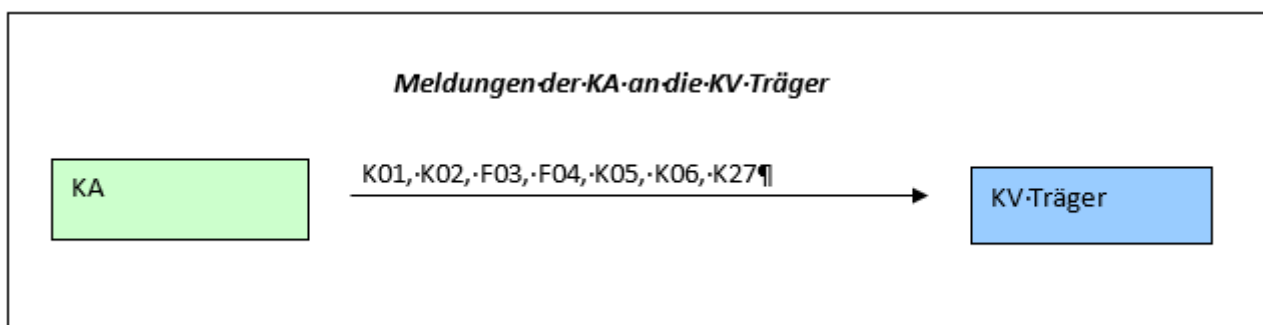 Meldungen·der·KA·an·die·KV·Träger
K01,·K02,·F03,·F04,·K05,·K06,·K27¶
KA
KV·Träger